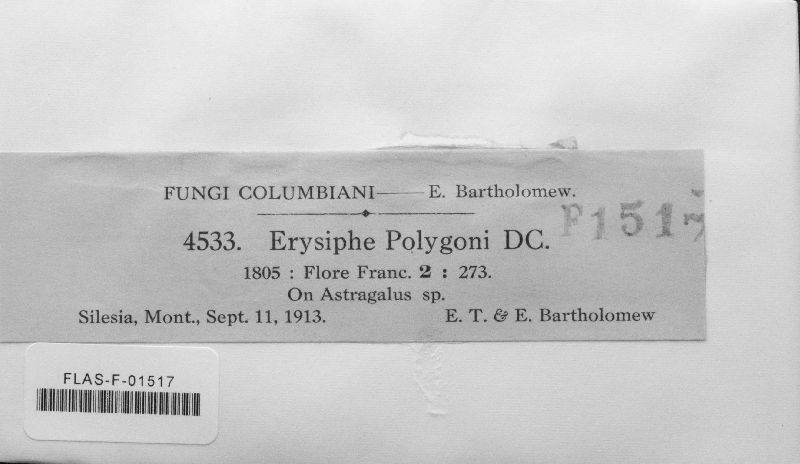 FUNGI COLUMBIANI—— E. Bartholomew.
4533. Erysiphe Polygoni DC.
F1517
1805 : Flore Franc. 2 : 273.
On Astragalus sp.
Silesia, Mont., Sept. 11, 1913. E. T. & E. Bartholomew
FLAS-F-01517